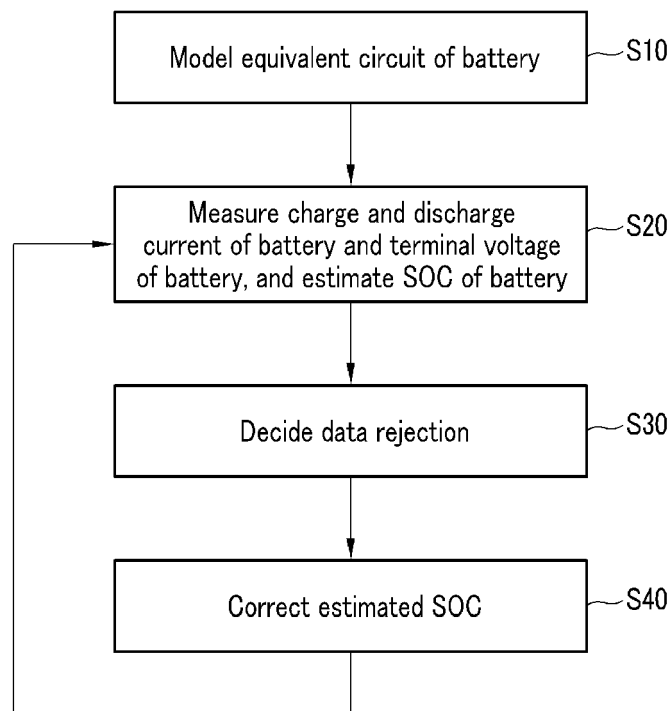 Model equivalent circuit of battery
S10
Measure charge and discharge
current of battery and terminal voltage
of battery, and estimate SOC of battery
S20
Decide data rejection
S30
Correct estimated SOC
S40